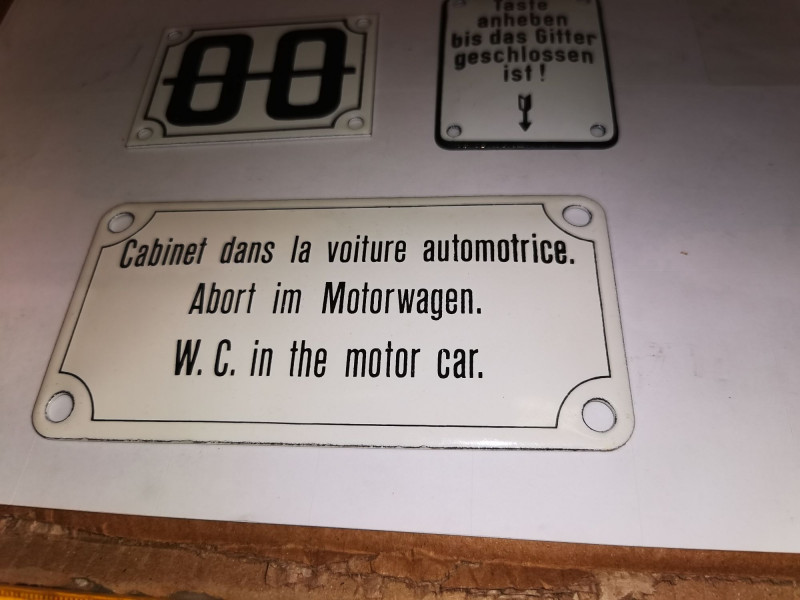 00
Taste
anheben
bis das Gitter
geschlossen
ist!
Cabinet dans la voiture automotrice.
Abort im Motorwagen.
W. C. in the motor car.